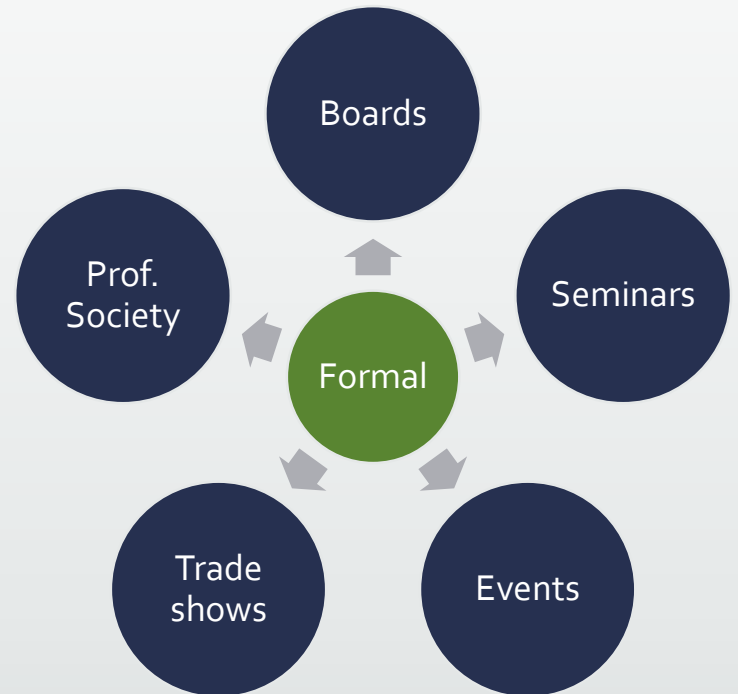 Boards
Prof.
Society
Seminars
Formal
Trade
shows
Events